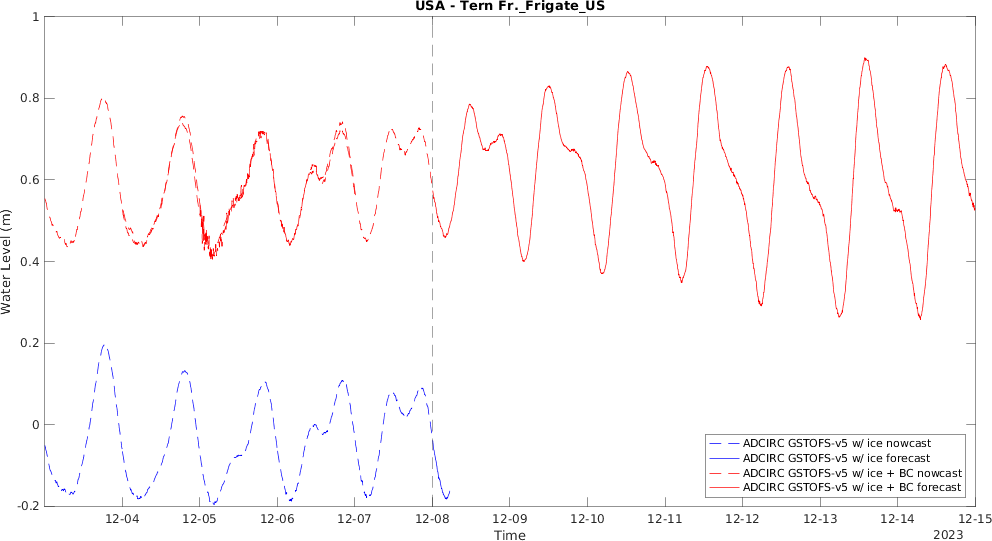 USA - Tern Fr._Frigate_US
1
0.8
0.6
0.4
0.2
0
-0.2
Water Level (m)
12-04
12-05
12-06
12-07
12-08
12-09
12-10
12-11
12-12
12-13
12-14
12-15
Time
2023
ADCIRC GSTOFS-v5 w/ ice nowcast
ADCIRC GSTOFS-v5 w/ ice forecast
ADCIRC GSTOFS-v5 w/ ice + BC nowcast
ADCIRC GSTOFS-v5 w/ ice + BC forecast